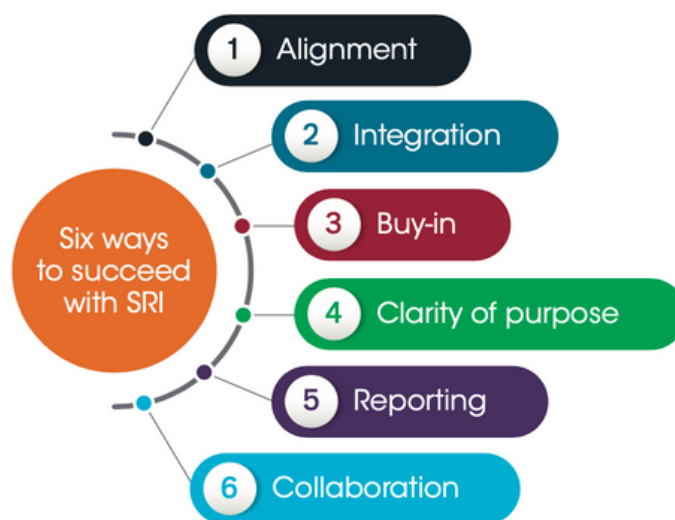 Six ways
to succeed
with SRI
1 Alignment
2 Integration
3 Buy-in
4 Clarity of purpose
5 Reporting
6 Collaboration